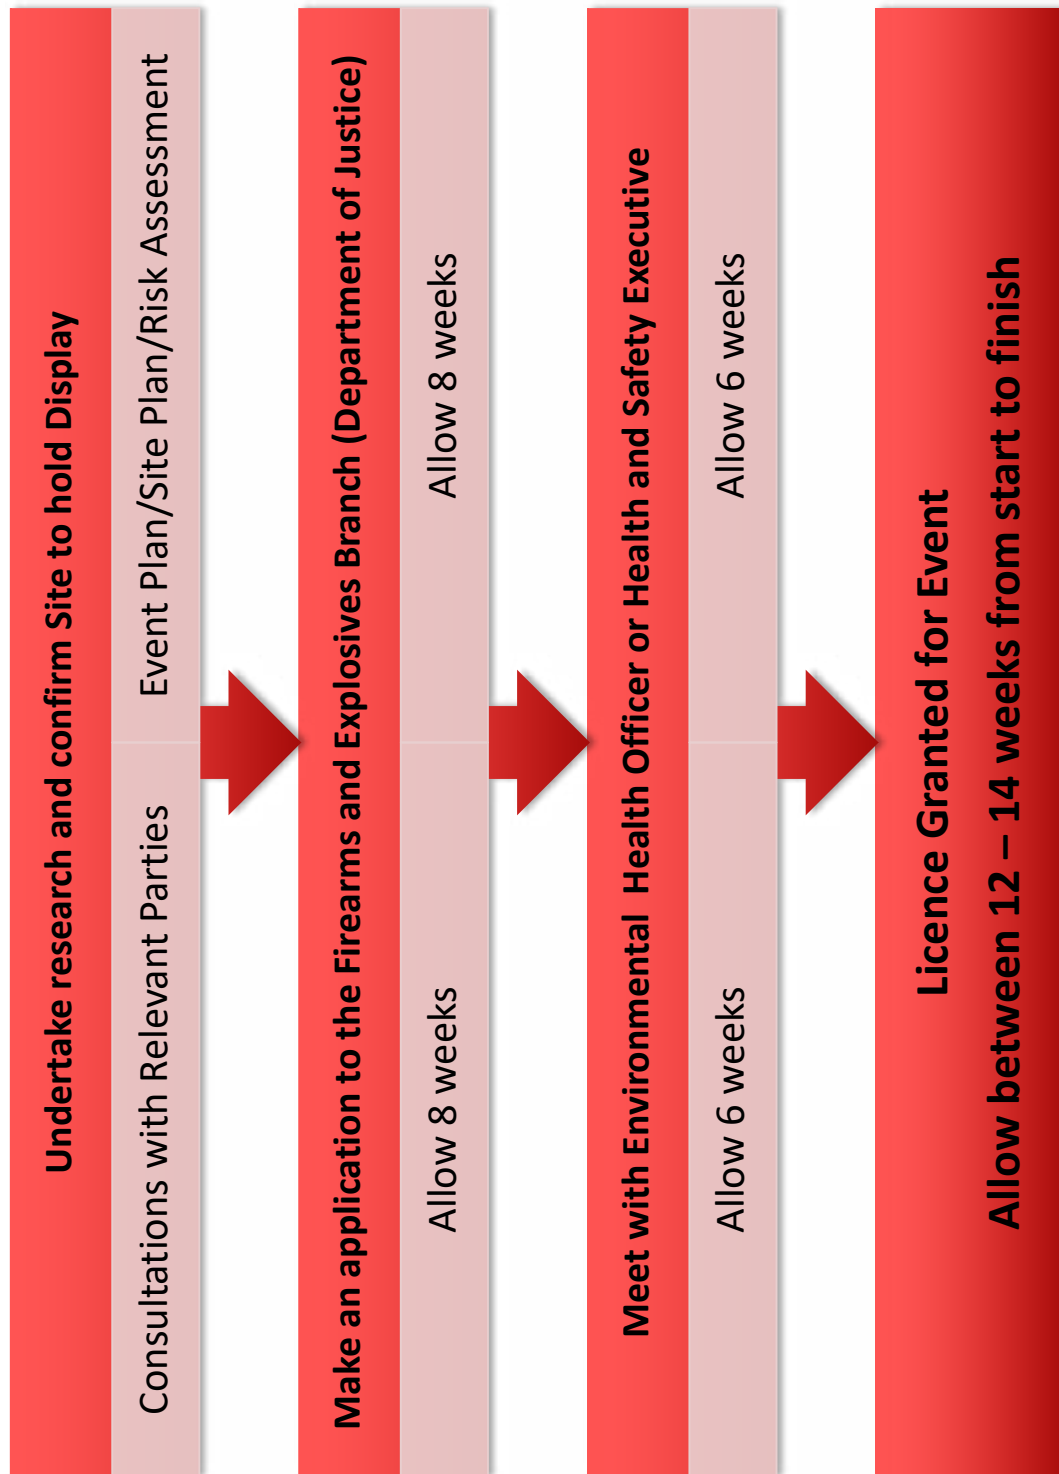 Undertake research and confirm Site to hold Display
Consultations with Relevant Parties
Event Plan/Site Plan/Risk Assessment
Make an application to the Firearms and Explosives Branch (Department of Justice)
Allow 8 weeks
Allow 8 weeks
Meet with Environmental  Health Officer or Health and Safety Executive
Allow 6 weeks
Allow 6 weeks
Licence Granted for Event
Allow between 12 – 14 weeks from start to finish